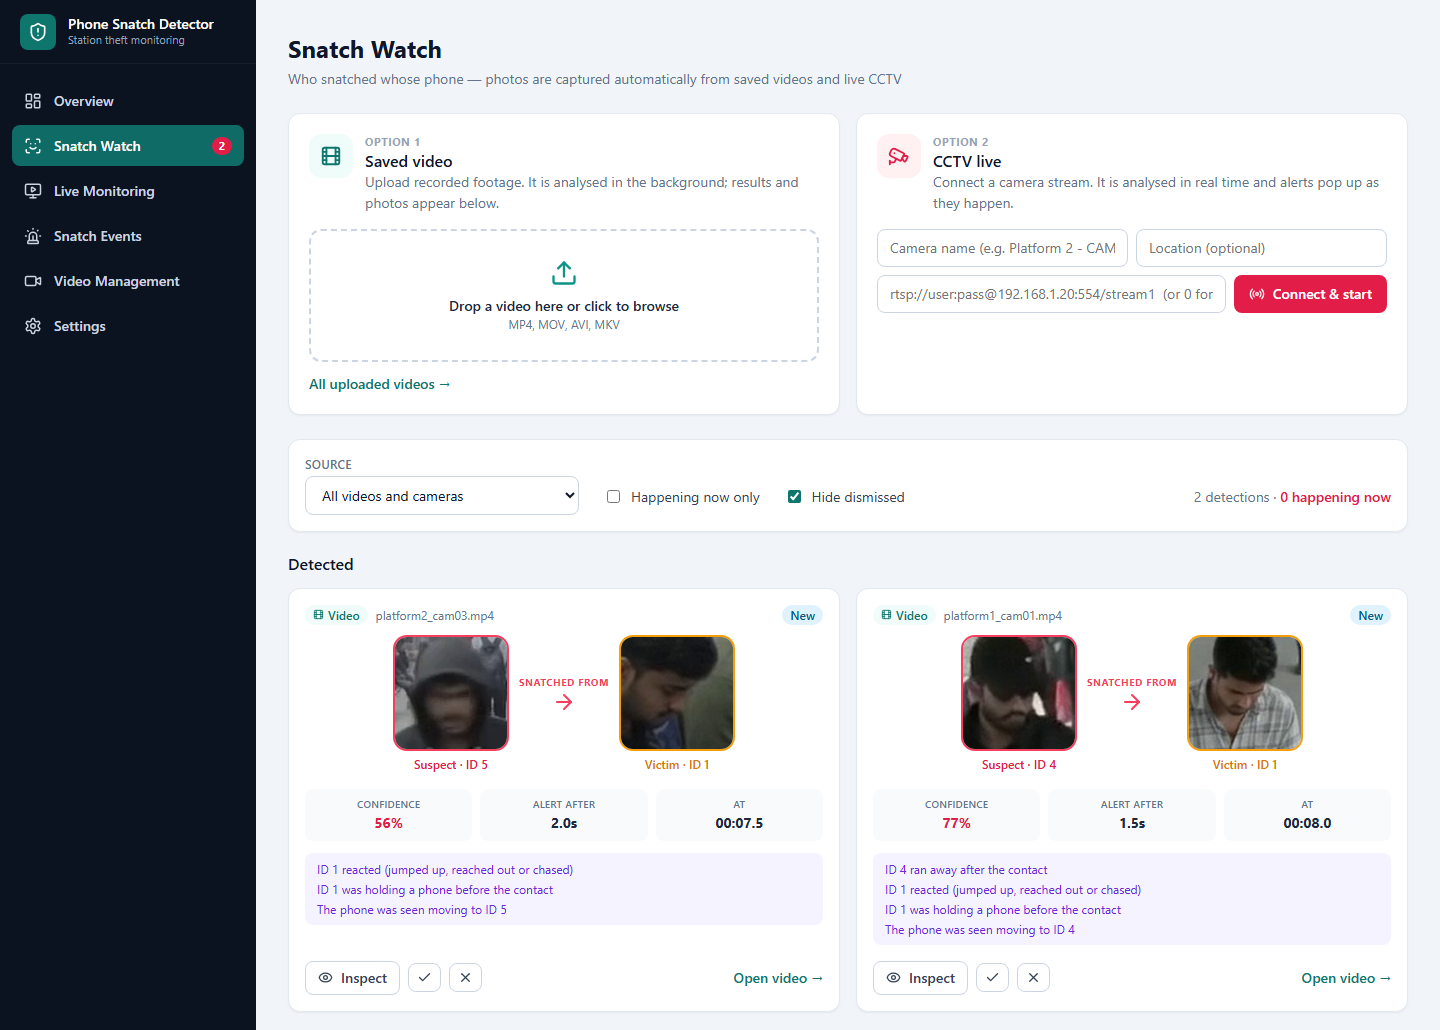 Phone Snatch Detector
Station theft monitoring
Overview
Snatch Watch
2
Live Monitoring
Snatch Events
Video Management
Settings
Snatch Watch
Who snatched whose phone — photos are captured automatically from saved videos and live CCTV
OPTION 1
Saved video
Upload recorded footage. It is analysed in the background; results and
photos appear below.
Drop a video here or click to browse
MP4, MOV, AVI, MKV
All uploaded videos →
OPTION 2
CCTV live
Connect a camera stream. It is analysed in real time and alerts pop up as
they happen.
Camera name (e.g. Platform 2 - CAM
Location (optional)
rtsp://user:pass@192.168.1.20:554/stream1 (or 0 for
Connect & start
SOURCE
All videos and cameras
Happening now only
Hide dismissed
2 detections · 0 happening now
Detected
Video
platform2_cam03.mp4
New
SNATCHED FROM
→
Suspect · ID 5
Victim · ID 1
CONFIDENCE
56%
ALERT AFTER
2.0s
AT
00:07.5
ID 1 reacted (jumped up, reached out or chased)
ID 1 was holding a phone before the contact
The phone was seen moving to ID 5
Inspect
Open video →
Video
platform1_cam01.mp4
New
SNATCHED FROM
→
Suspect · ID 4
Victim · ID 1
CONFIDENCE
77%
ALERT AFTER
1.5s
AT
00:08.0
ID 4 ran away after the contact
ID 1 reacted (jumped up, reached out or chased)
ID 1 was holding a phone before the contact
The phone was seen moving to ID 4
Inspect
Open video →